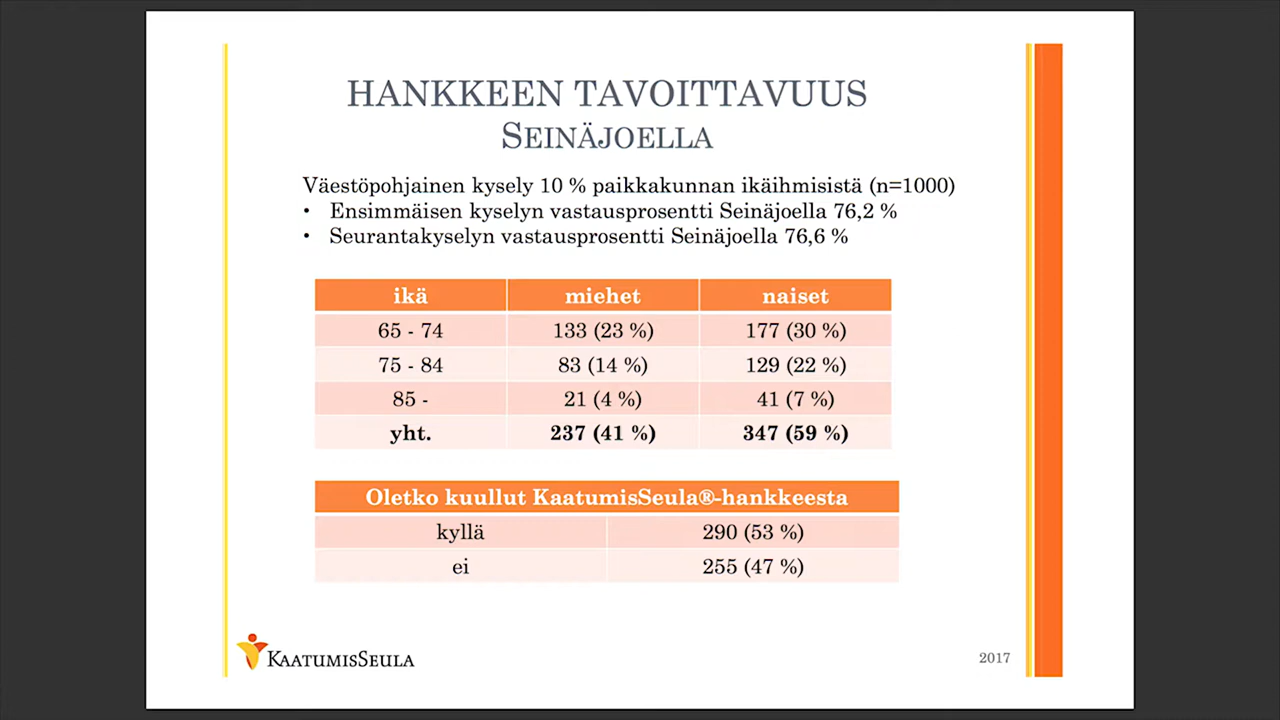 HANKKEEN TAVOITTAVUUS
SEINÄJOELLA
Väestöpohjainen kysely 10 % paikkakunnan ikäihmisistä (n=1000)
• Ensimmäisen kyselyn vastausprosentti Seinäjoella 76,2 %
• Seurantakyselyn vastausprosentti Seinäjoella 76,6 %
ikä miehet naiset
65 - 74 133 (23 %) 177 (30 %)
75 - 84 83 (14 %) 129 (22 %)
85 - 21 (4 %) 41 (7 %)
yht. 237 (41 %) 347 (59 %)
Oletko kuullut KaatumisSeula®-hankkeesta
kyllä 290 (53 %)
ei 255 (47 %)
KAATUMISSEULA
2017